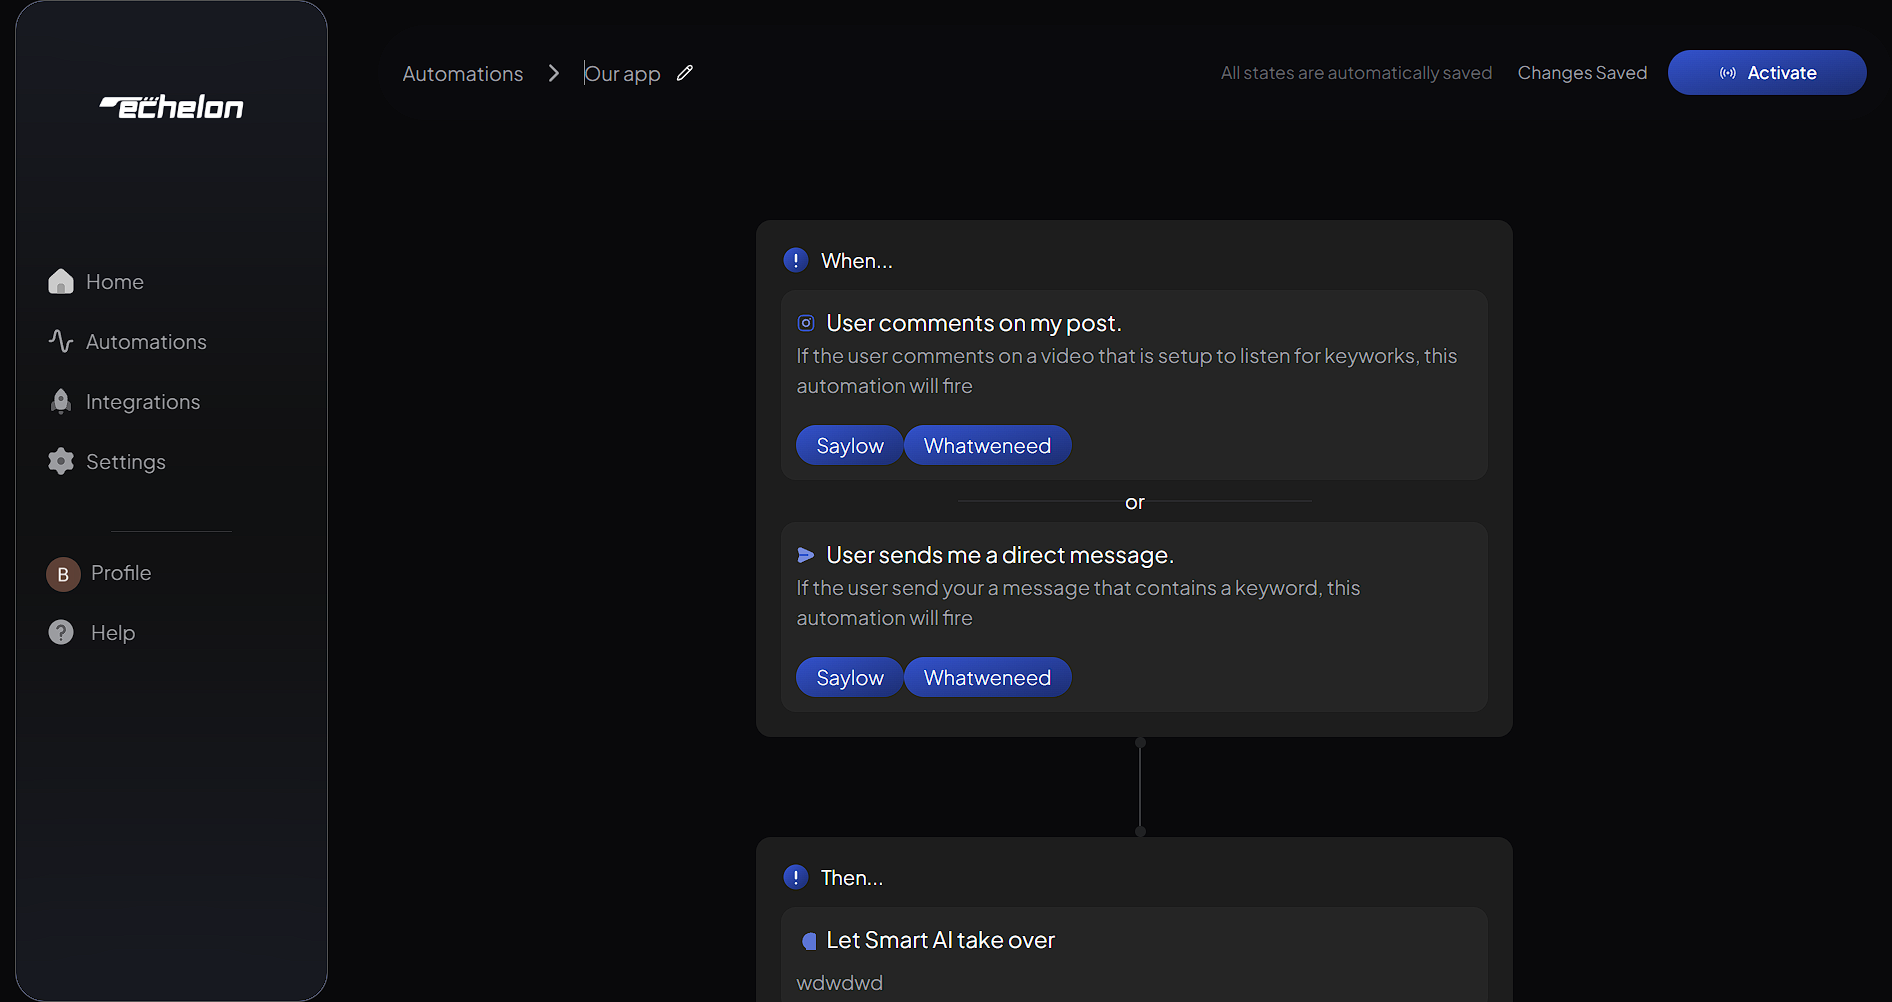 echelon
Home
Automations
Integrations
Settings
B Profile
? Help
Automations > Our app
All states are automatically saved
Changes Saved
Activate
! When...
User comments on my post.
If the user comments on a video that is setup to listen for keyworks, this
automation will fire
Saylow Whatweneed
or
User sends me a direct message.
If the user send your a message that contains a keyword, this
automation will fire
Saylow Whatweneed
! Then...
Let Smart AI take over
wdwdwd